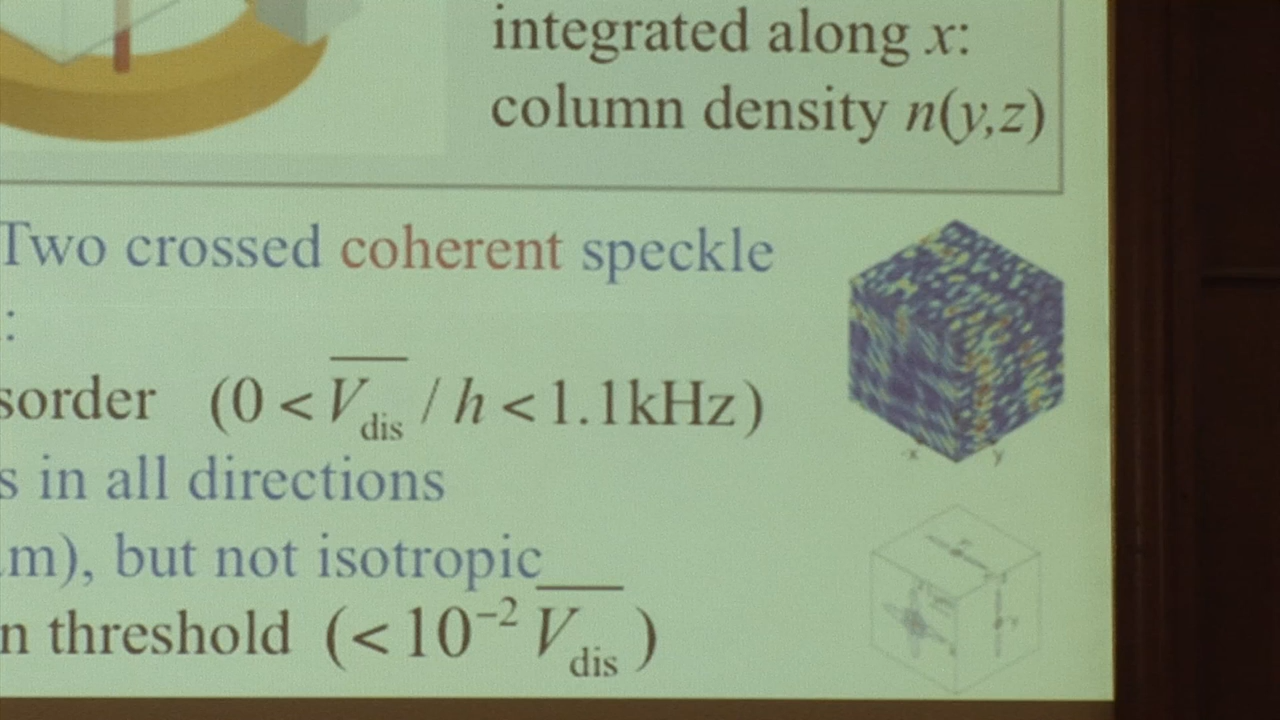 integrated along x:
column density n(y,z)
Two crossed coherent speckle
:
sorder (0 < V̅dis / h < 1.1kHz)
s in all directions
m), but not isotropic
n threshold (< 10⁻² V̅dis )
x y